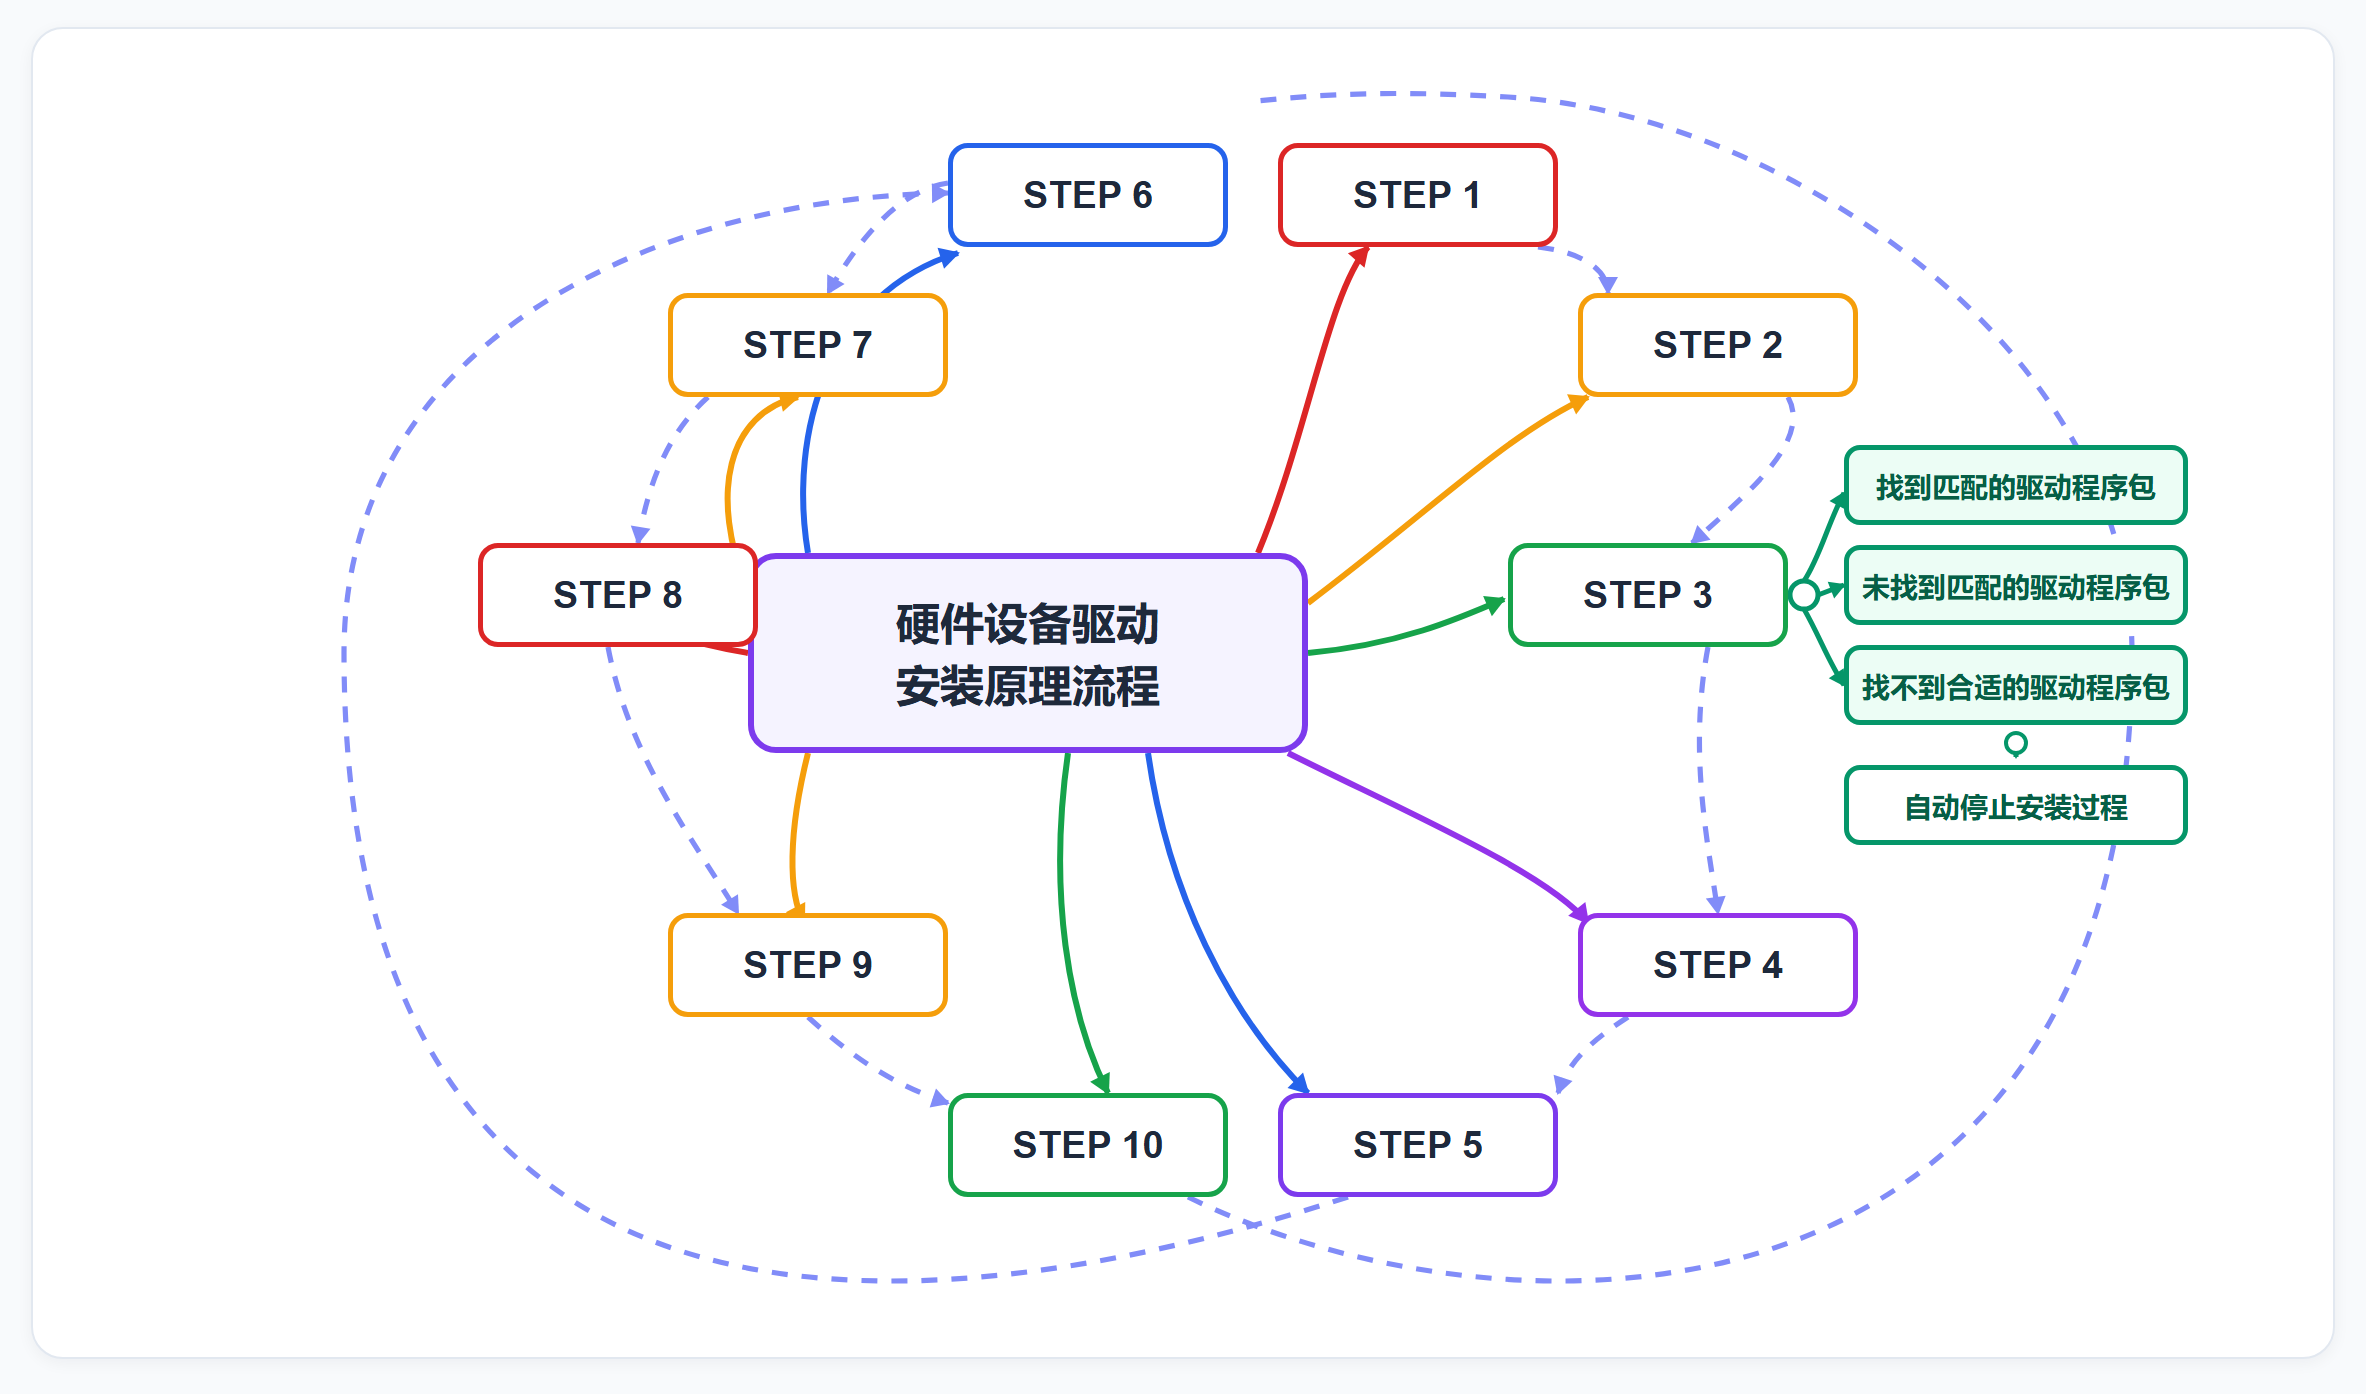 STEP 6
STEP 1
STEP 7
STEP 2
找到匹配的驱动程序包
STEP 8
硬件设备驱动
安装原理流程
STEP 3
未找到匹配的驱动程序包
找不到合适的驱动程序包
自动停止安装过程
STEP 9
STEP 4
STEP 10
STEP 5